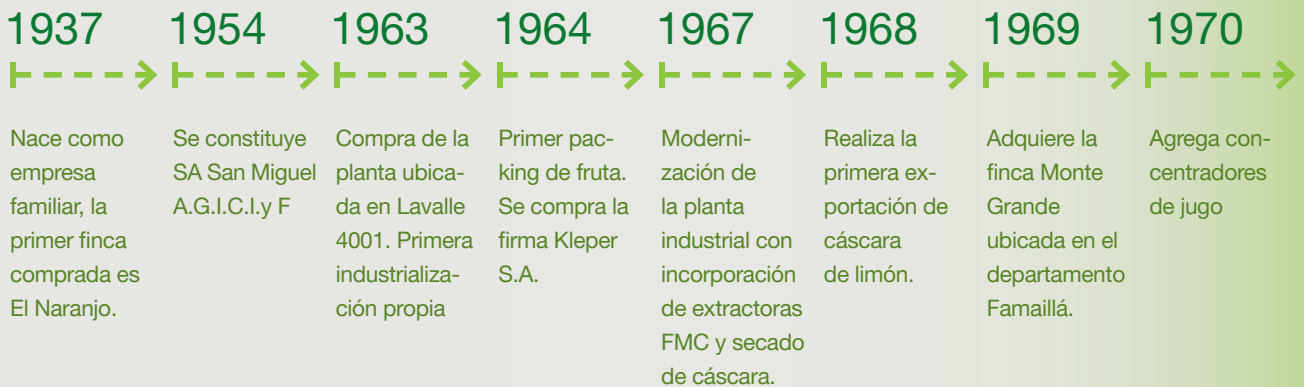 1937
Nace como
empresa
familiar, la
primer finca
comprada es
El Naranjo.
1954
Se constituye
SA San Miguel
A.G.I.C.I.y F
1963
Compra de la
planta ubica-
da en Lavalle
4001. Primera
industrializa-
ción propia
1964
Primer pac-
king de fruta.
Se compra la
firma Kleper
S.A.
1967
Moderni-
zación de
la planta
industrial con
incorporación
de extractoras
FMC y secado
de cáscara.
1968
Realiza la
primera ex-
portación de
cáscara
de limón.
1969
Adquiere la
finca Monte
Grande
ubicada en el
departamento
Famaillá.
1970
Agrega con-
centradores
de jugo